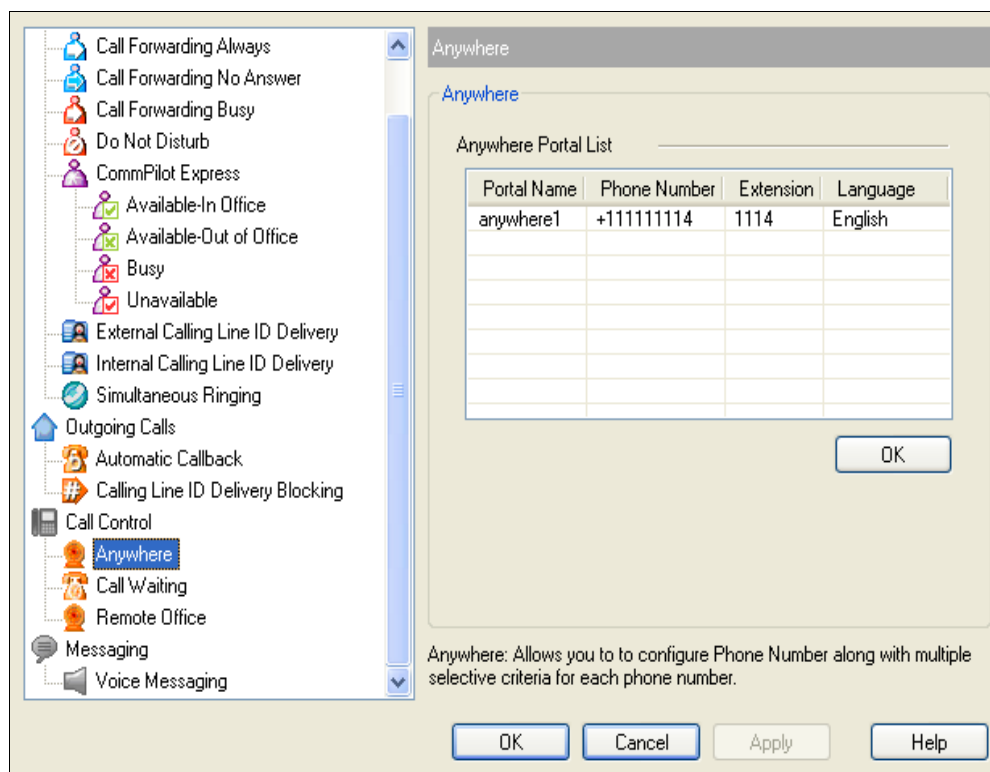 Call Forwarding Always
Call Forwarding No Answer
Call Forwarding Busy
Do Not Disturb
CommPilot Express
Available-In Office
Available-Out of Office
Busy
Unavailable
External Calling Line ID Delivery
Internal Calling Line ID Delivery
Simultaneous Ringing
Outgoing Calls
Automatic Callback
Calling Line ID Delivery Blocking
Call Control
Anywhere
Call Waiting
Remote Office
Messaging
Voice Messaging
Anywhere
Anywhere
Anywhere Portal List
Portal Name Phone Number Extension Language
anywhere1 +111111114 1114 English
OK
Anywhere: Allows you to to configure Phone Number along with multiple
selective criteria for each phone number.
OK Cancel Apply Help